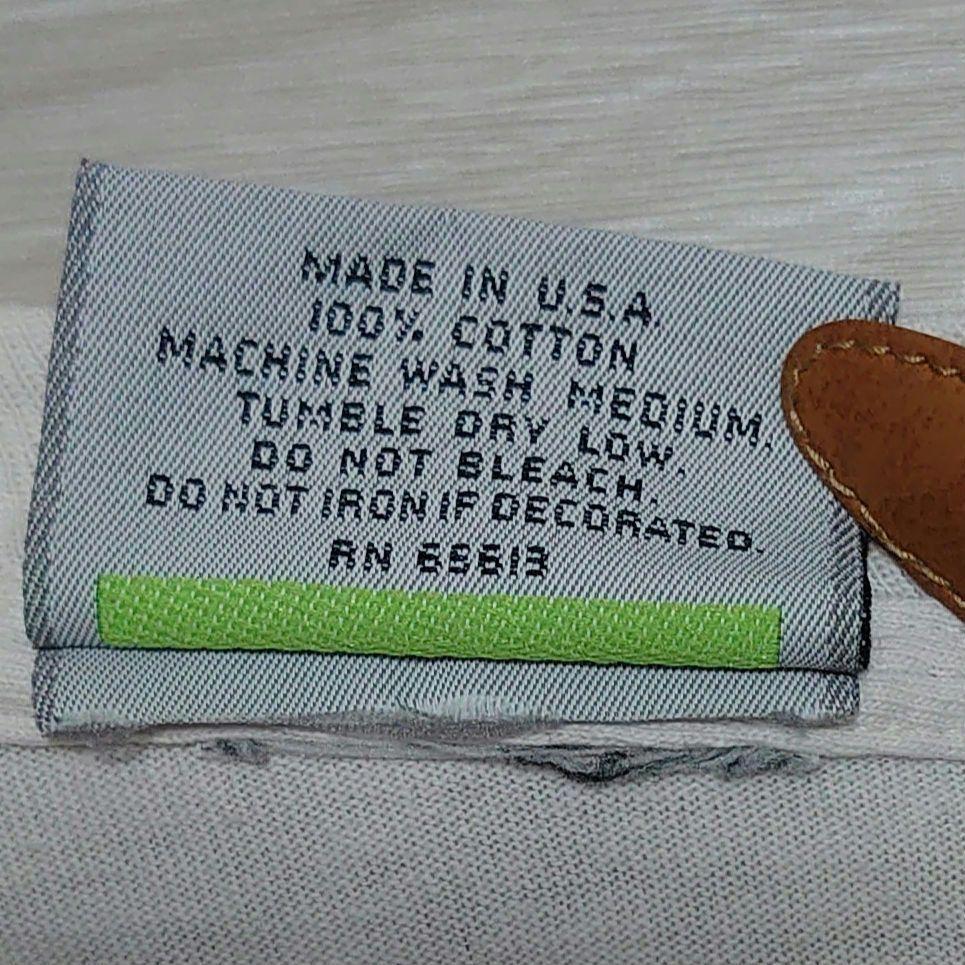 MADE IN U.S.A.
100% COTTON
MACHINE WASH MEDIUM.
TUMBLE DRY LOW.
DO NOT BLEACH.
DO NOT IRON IF DECORATED.
RN 65613